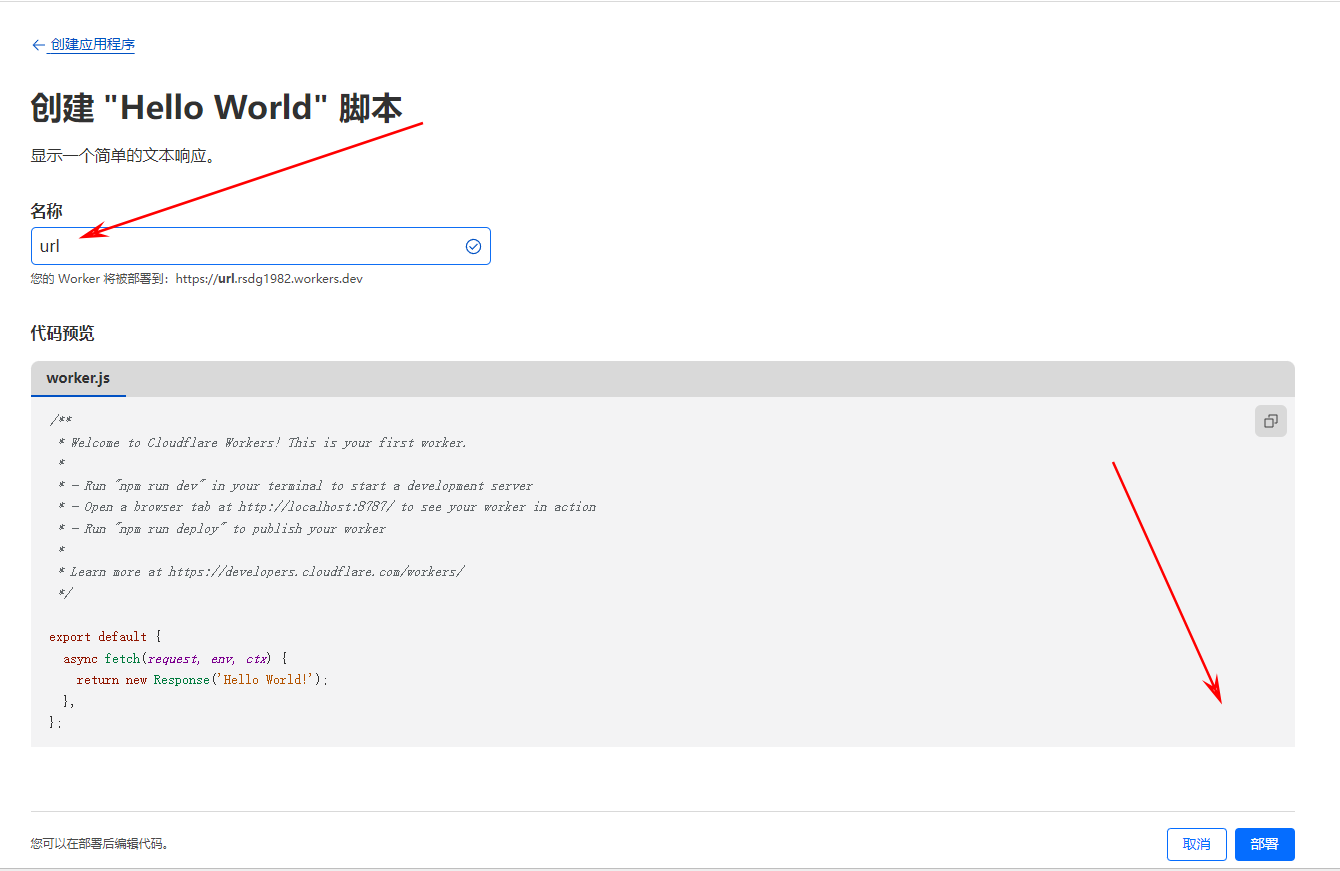 ← 创建应用程序
创建 "Hello World" 脚本
显示一个简单的文本响应。
名称
url
您的 Worker 将被部署到：https://url.rsdg1982.workers.dev
代码预览
worker.js
/**
 * Welcome to Cloudflare Workers! This is your first worker.
 *
 * - Run "npm run dev" in your terminal to start a development server
 * - Open a browser tab at http://localhost:8787/ to see your worker in action
 * - Run "npm run deploy" to publish your worker
 *
 * Learn more at https://developers.cloudflare.com/workers/
 */
export default {
  async fetch(request, env, ctx) {
    return new Response('Hello World!');
  },
};
您可以在部署后编辑代码。
取消 部署